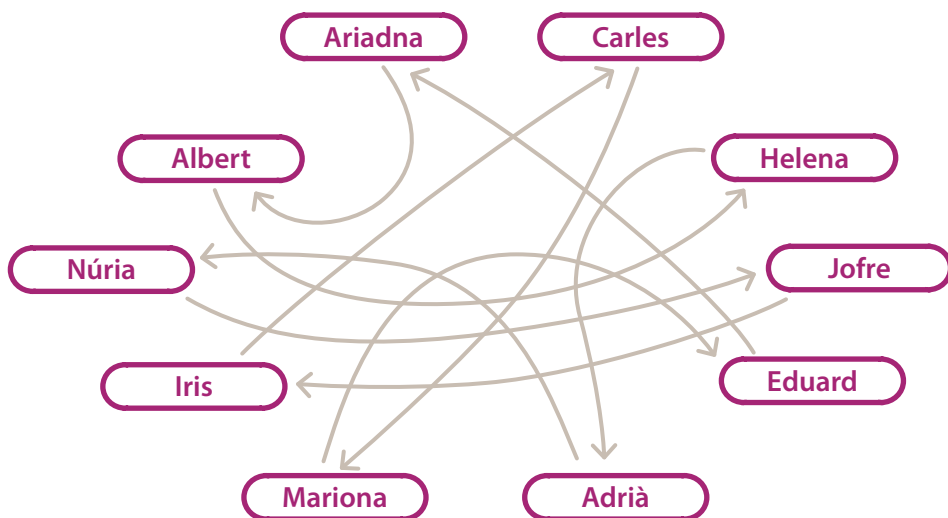 Ariadna
Carles
Albert
Helena
Núria
Jofre
Iris
Eduard
Mariona
Adrià